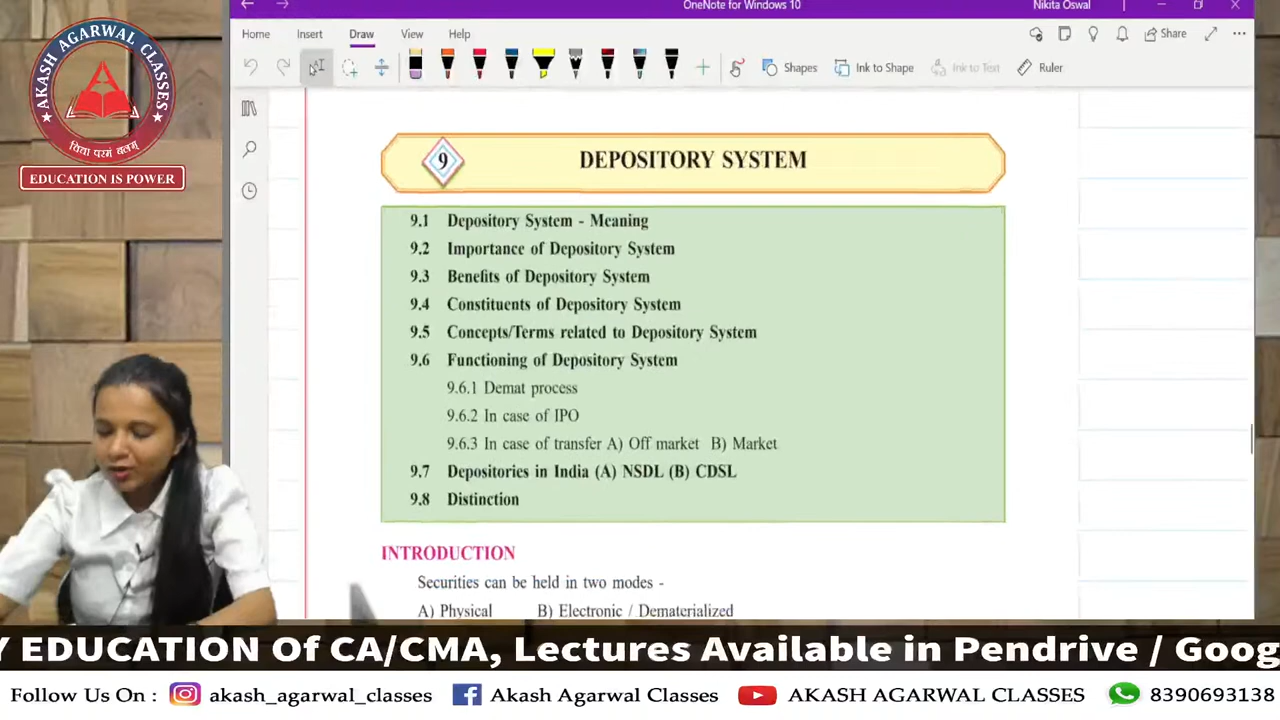 OneNote for Windows 10
Nikita Oswal
Home Insert Draw View Help
Share
Shapes
Ink to Shape
Ink to Text
Ruler
AKASH AGARWAL CLASSES
विद्या परमं बलम्
EDUCATION IS POWER
9 DEPOSITORY SYSTEM
9.1 Depository System - Meaning
9.2 Importance of Depository System
9.3 Benefits of Depository System
9.4 Constituents of Depository System
9.5 Concepts/Terms related to Depository System
9.6 Functioning of Depository System
9.6.1 Demat process
9.6.2 In case of IPO
9.6.3 In case of transfer A) Off market B) Market
9.7 Depositories in India (A) NSDL (B) CDSL
9.8 Distinction
INTRODUCTION
Securities can be held in two modes -
A) Physical B) Electronic / Dematerialized
Y EDUCATION Of CA/CMA, Lectures Available in Pendrive / Goog
Follow Us On : akash_agarwal_classes Akash Agarwal Classes AKASH AGARWAL CLASSES 8390693138